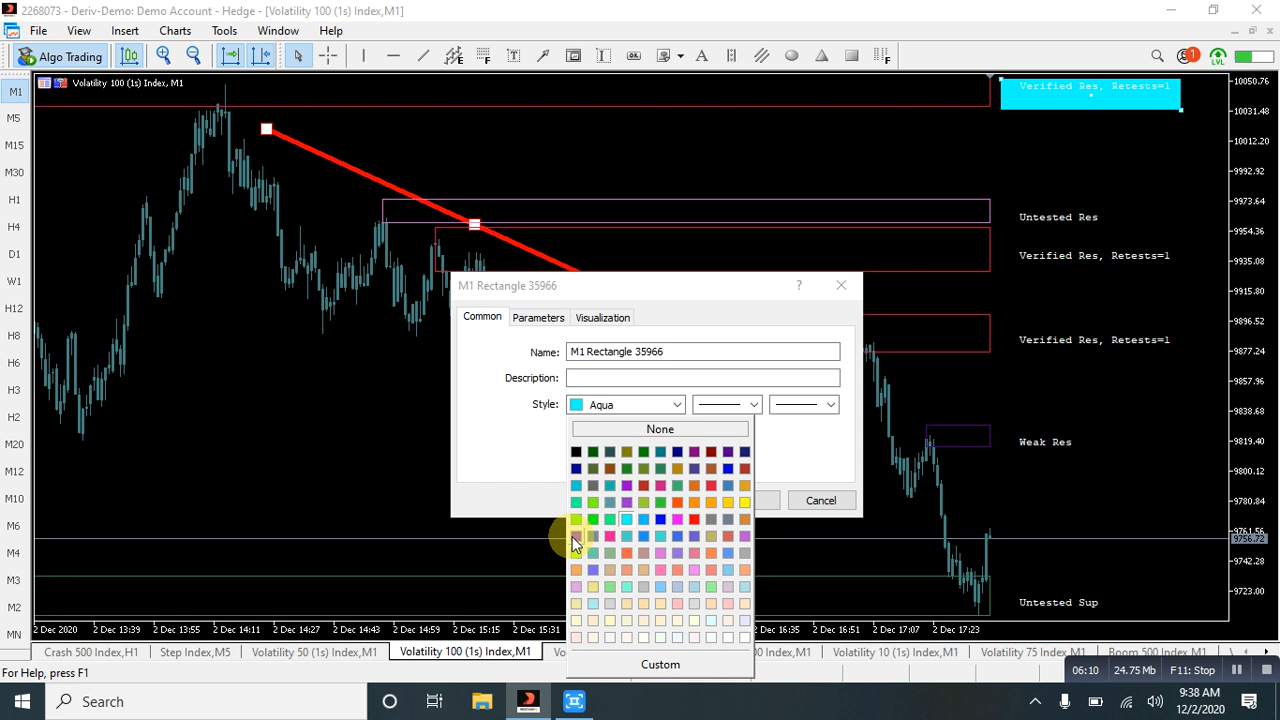 2268073 - Deriv-Demo: Demo Account - Hedge - [Volatility 100 (1s) Index,M1]
File View Insert Charts Tools Window Help
Algo Trading
E F T OK A F 1 LVL
M1
M5
M15
M30
H1
H4
D1
W1
H12
H8
H6
H3
H2
M20
M12
M10
M6
M4
M3
M2
MN
Volatility 100 (1s) Index, M1
Verified Res, Retests=1
Untested Res
Verified Res, Retests=1
Verified Res, Retests=1
Weak Res
Untested Sup
10050.76
10031.48
10012.20
9992.92
9973.64
9954.36
9935.08
9915.80
9896.52
9877.24
9857.96
9838.68
9819.40
9800.12
9780.84
9761.56
9756.72
9742.28
9723.00
M1 Rectangle 35966
?
Common Parameters Visualization
Name: M1 Rectangle 35966
Description:
Style: Aqua
None
Cancel
Custom
2 Dec 2020 2 Dec 13:39 2 Dec 13:55 2 Dec 14:11 2 Dec 14:27 2 Dec 14:43 2 Dec 14:59 2 Dec 15:15 2 Dec 15:31 16:35 2 Dec 16:51 2 Dec 17:07 2 Dec 17:23
Crash 500 Index,H1 Step Index,M5 Volatility 50 (1s) Index,M1 Volatility 100 (1s) Index,M1 Index,M1 Volatility 10 (1s) Index,M1 Volatility 75 Index,M1 Boom 500 Index,M1
For Help, press F1
06:10 24.75 MB F11: Stop
Search
9:38 AM
12/2/2020